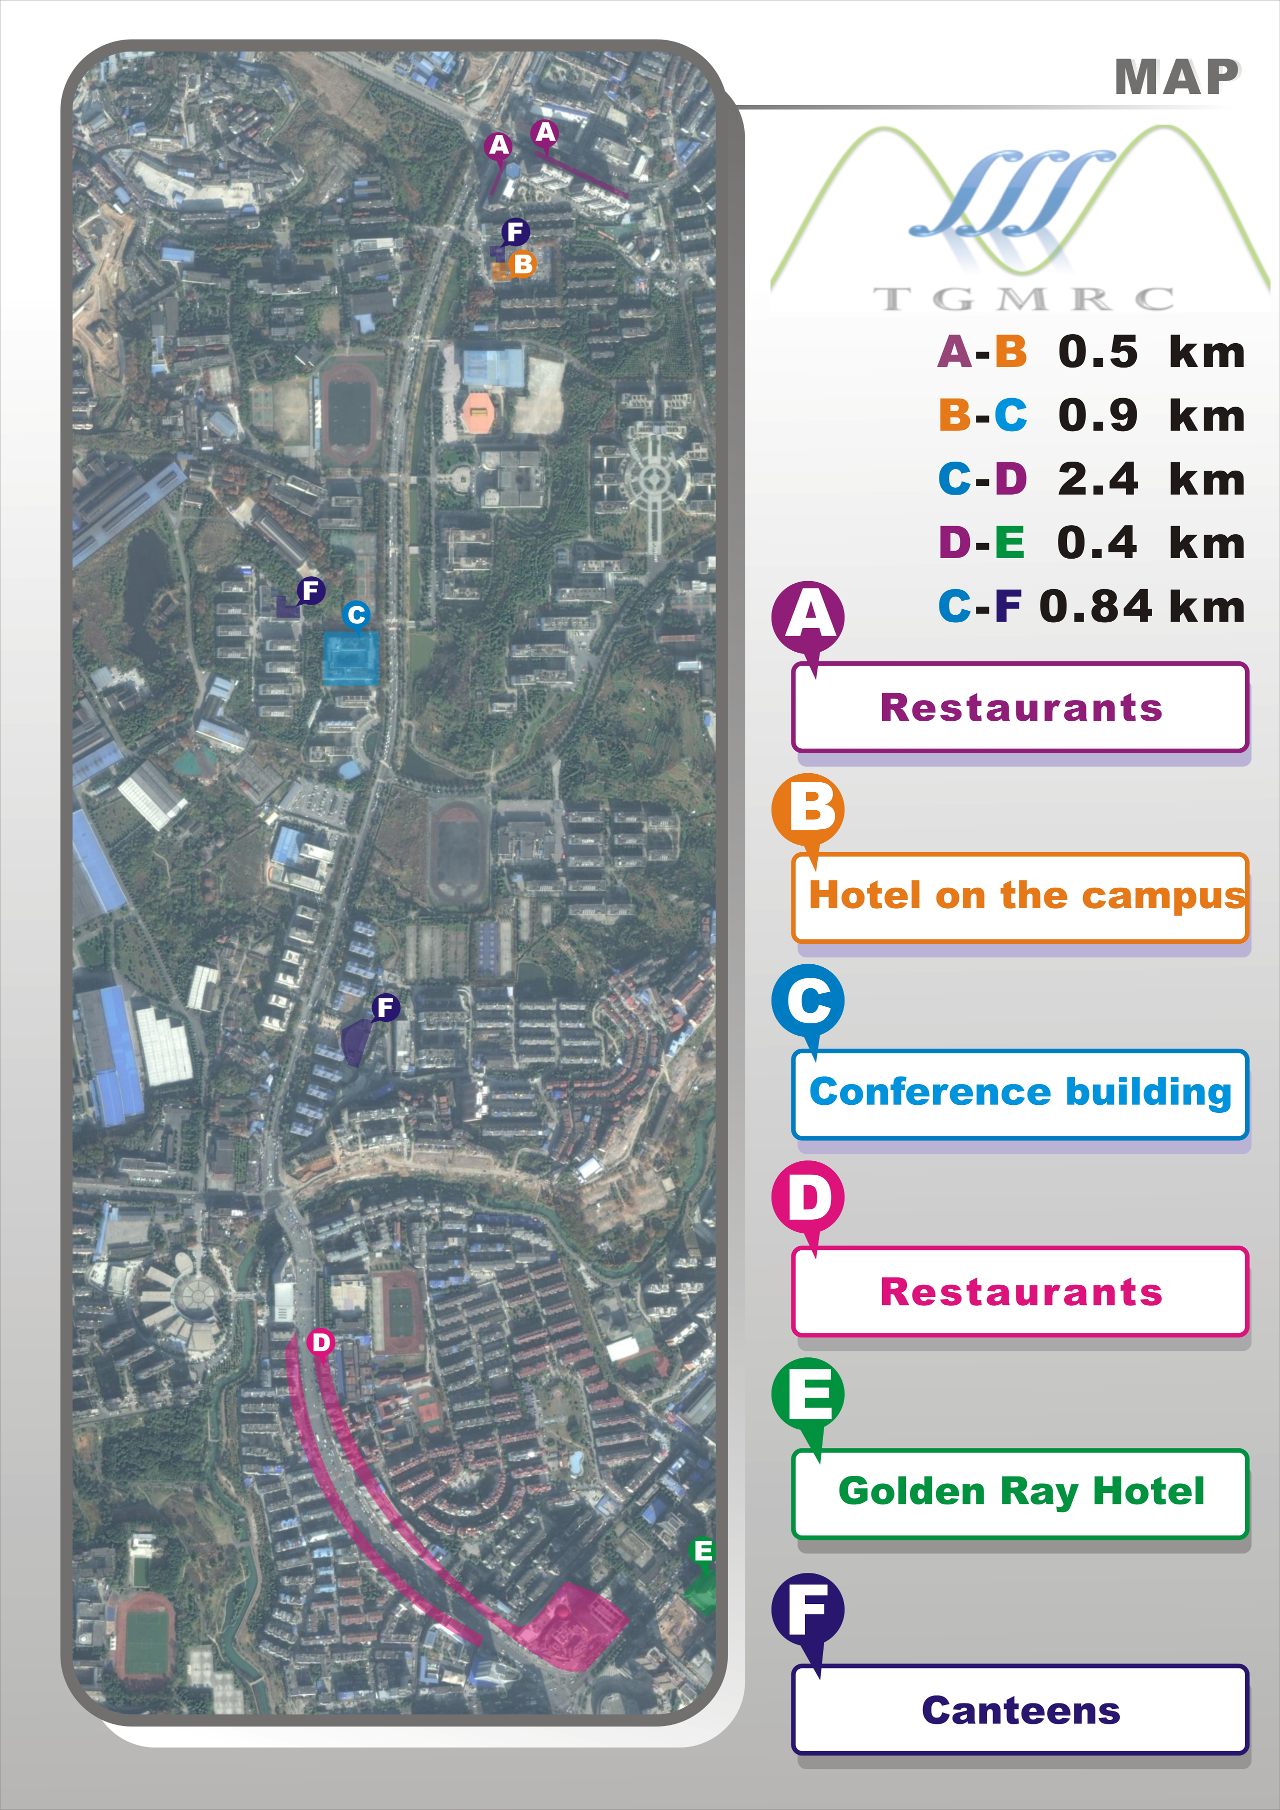 MAP
TGMRC
A-B 0.5 km
B-C 0.9 km
C-D 2.4 km
D-E 0.4 km
C-F 0.84 km
A
Restaurants
B
Hotel on the campus
C
Conference building
D
Restaurants
E
Golden Ray Hotel
F
Canteens
A
A
F
B
F
C
F
D
E